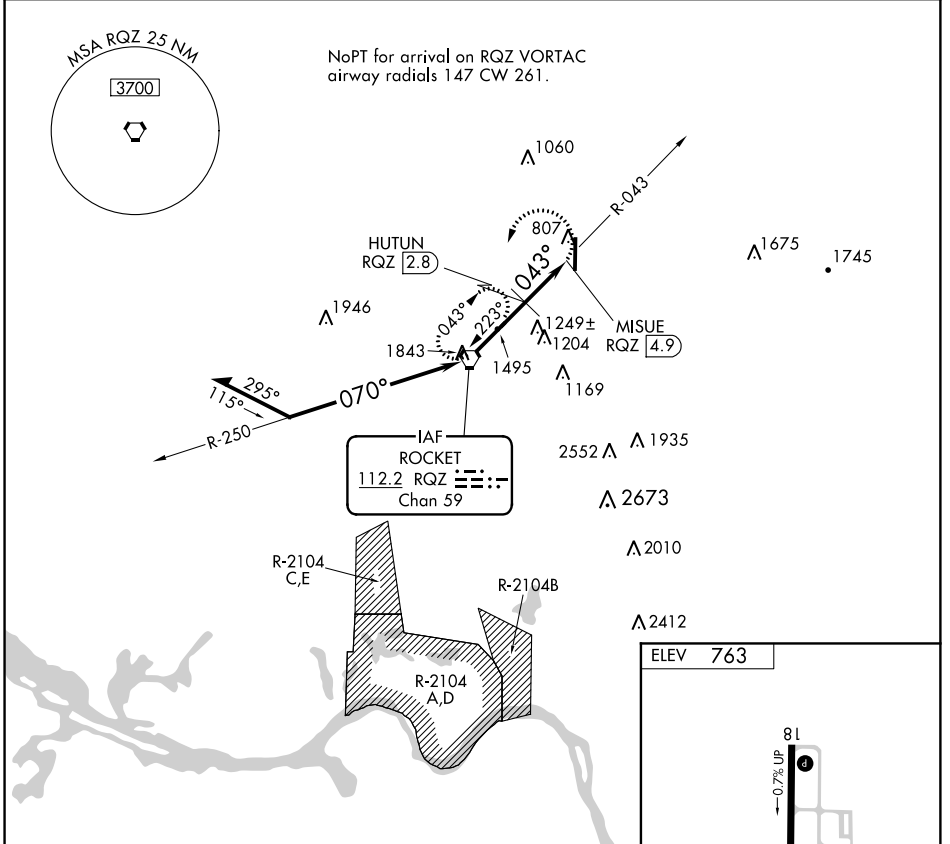 MSA RQZ 25 NM
3700
NoPT for arrival on RQZ VORTAC
airway radials 147 CW 261.
1060
R-043
807
HUTUN
RQZ 2.8
043°
1675
1745
1946
043°
223°
1249±
1204
MISUE
RQZ 4.9
1843
1495
1169
295°
115°
070°
R-250
IAF
ROCKET
112.2 RQZ
Chan 59
2552
1935
2673
2010
R-2104
C,E
R-2104B
2412
R-2104
A,D
ELEV 763
18
0.7% UP
P